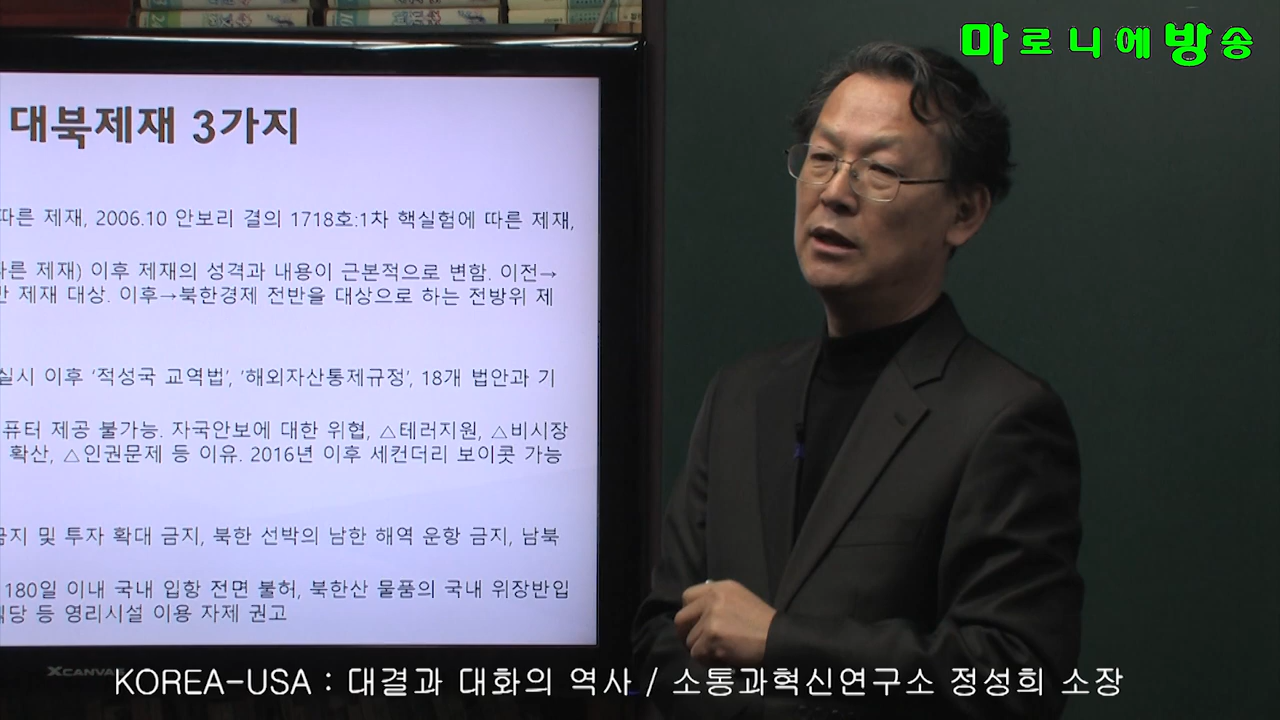 마로니에방송
대북제재 3가지
따른 제재, 2006.10 안보리 결의 1718호:1차 핵실험에 따른 제재,
따른 제재) 이후 제재의 성격과 내용이 근본적으로 변함. 이전→
제재 대상. 이후→북한경제 전반을 대상으로 하는 전방위 제
실시 이후 '적성국 교역법', '해외자산통제규정', 18개 법안과 기
퓨터 제공 불가능. 자국안보에 대한 위협, △테러지원, △비시장
확산, △인권문제 등 이유. 2016년 이후 세컨더리 보이콧 가능
금지 및 투자 확대 금지, 북한 선박의 남한 해역 운항 금지, 남북
180일 이내 국내 입항 전면 불허, 북한산 물품의 국내 위장반입
등 영리시설 이용 자제 권고
KOREA-USA : 대결과 대화의 역사 / 소통과혁신연구소 정성희 소장